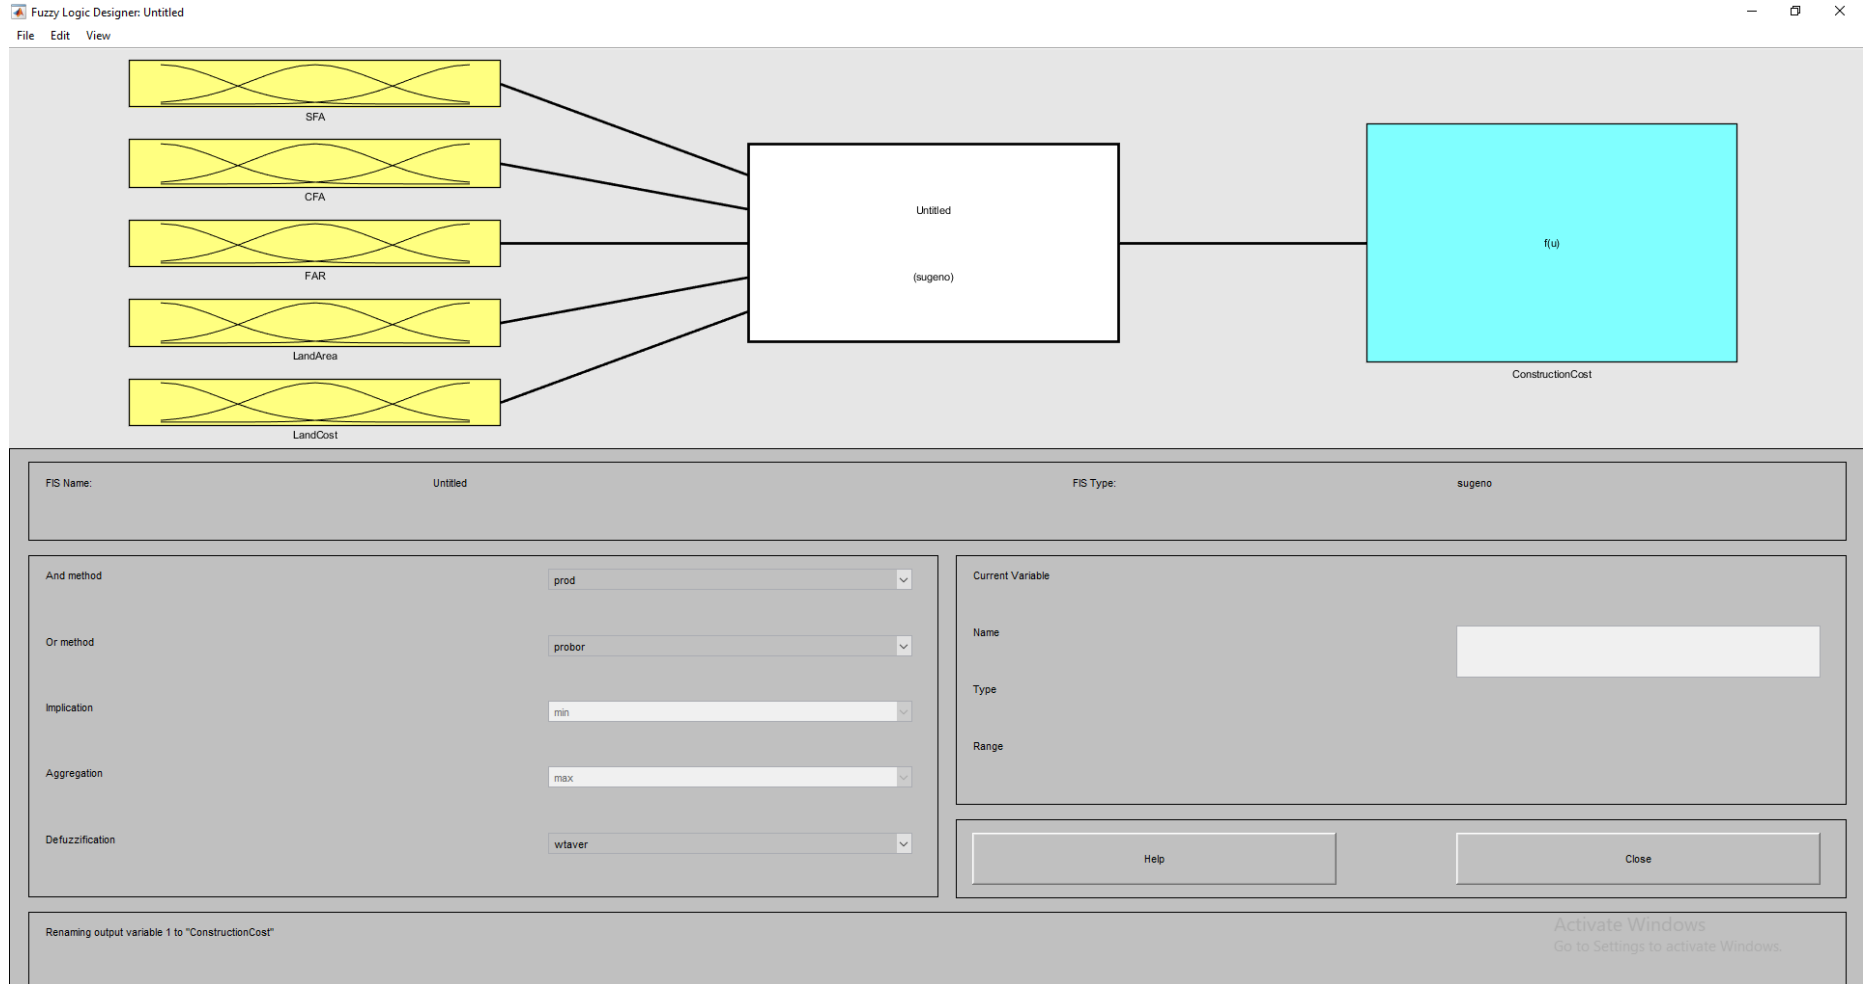 Fuzzy Logic Designer: Untitled
File Edit View
SFA
CFA
FAR
LandArea
LandCost
Untitled
(sugeno)
f(u)
ConstructionCost
FIS Name: Untitled FIS Type: sugeno
And method prod
Or method probor
Implication min
Aggregation max
Defuzzification wtaver
Current Variable
Name
Type
Range
Help Close
Renaming output variable 1 to "ConstructionCost"
Activate Windows
Go to Settings to activate Windows.